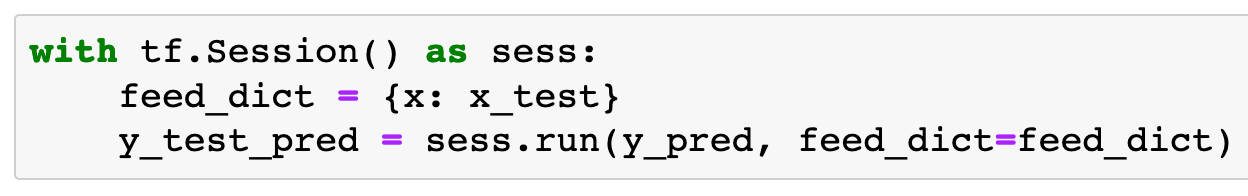 with tf.Session() as sess:
    feed_dict = {x: x_test}
    y_test_pred = sess.run(y_pred, feed_dict=feed_dict)